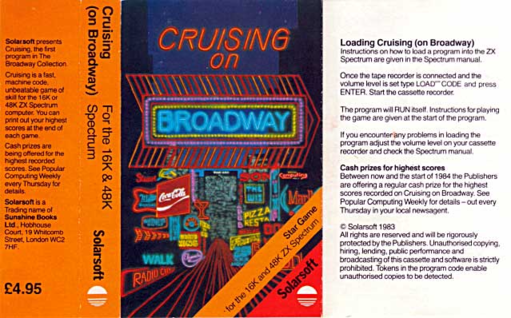 Solarsoft presents
Cruising, the first
program in The
Broadway Collection
Cruising is a fast,
machine code,
unbeatable game of
skill for the 16K or
48K ZX Spectrum
computer. You can
print out your highest
scores at the end of
each game.
Cash prizes are
being offered for the
highest recorded
scores. See Popular
Computing Weekly
every Thursday for
details.
Solarsoft is a
Trading name of
Sunshine Books
Ltd., Hobhouse
Court, 19 Whitcomb
Street, London WC2
7HF.
£4.95
Cruising
(on Broadway)
For the 16K & 48K
Spectrum
Solarsoft
CRUISING
ON
BROADWAY
Coca-Cola
PIZZA
WALK
RADIO CITY
Star Game
for the 16K and 48K ZX Spectrum
Solarsoft
Loading Cruising (on Broadway)
Instructions on how to load a program into the ZX
Spectrum are given in the Spectrum manual.
Once the tape recorder is connected and the
volume level is set type LOAD"" CODE and press
ENTER. Start the cassette recorder.
The program will RUN itself. Instructions for playing
the game are given at the start of the program.
If you encounter any problems in loading the
program adjust the volume level on your cassette
recorder and check the Spectrum manual.
Cash prizes for highest scores
Between now and the start of 1984 the Publishers
are offering a regular cash prize for the highest
scores recorded on Cruising on Broadway. See
Popular Computing Weekly for details – out every
Thursday in your local newsagent.
© Solarsoft 1983
All rights are reserved and will be rigorously
protected by the Publishers. Unauthorised copying,
hiring, lending, public performance and
broadcasting of this cassette and software is strictly
prohibited. Tokens in the program code enable
unauthorised copies to be detected.